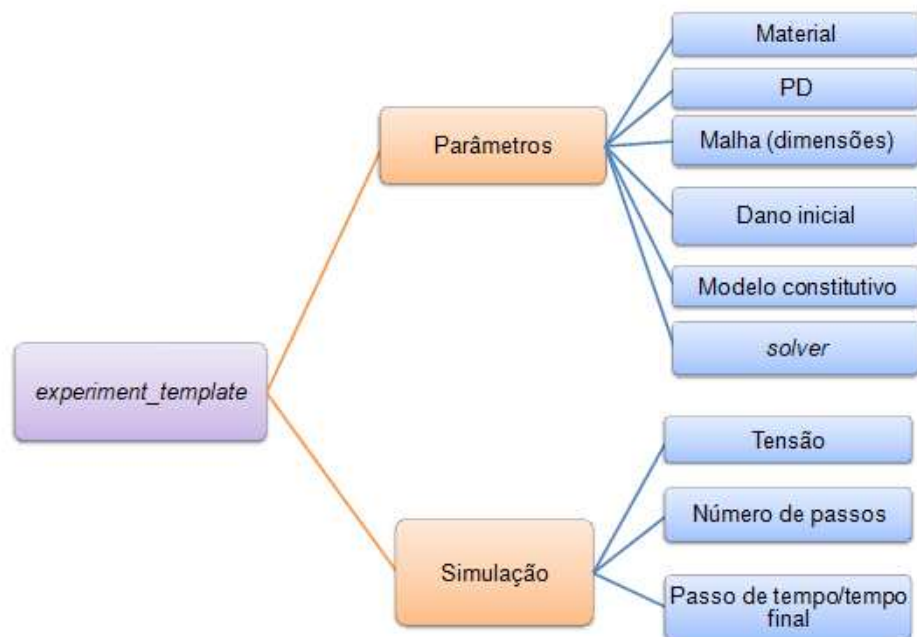 Material
PD
Parâmetros
Malha (dimensões)
Dano inicial
Modelo constitutivo
solver
experiment_template
Tensão
Número de passos
Simulação
Passo de tempo/tempo
final